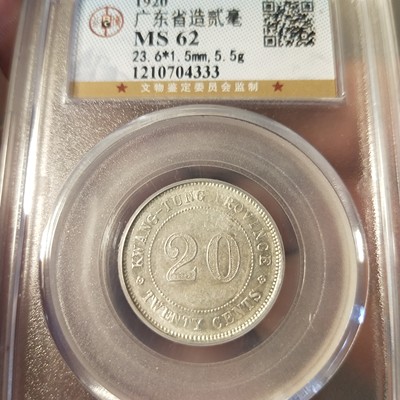 1920
广东省造贰毫
MS 62
23.6*1.5mm,5.5g
1210704333
★ 文物鉴定委员会监制 ★
KWANG-TUNG PROVINCE
20
TWENTY CENTS